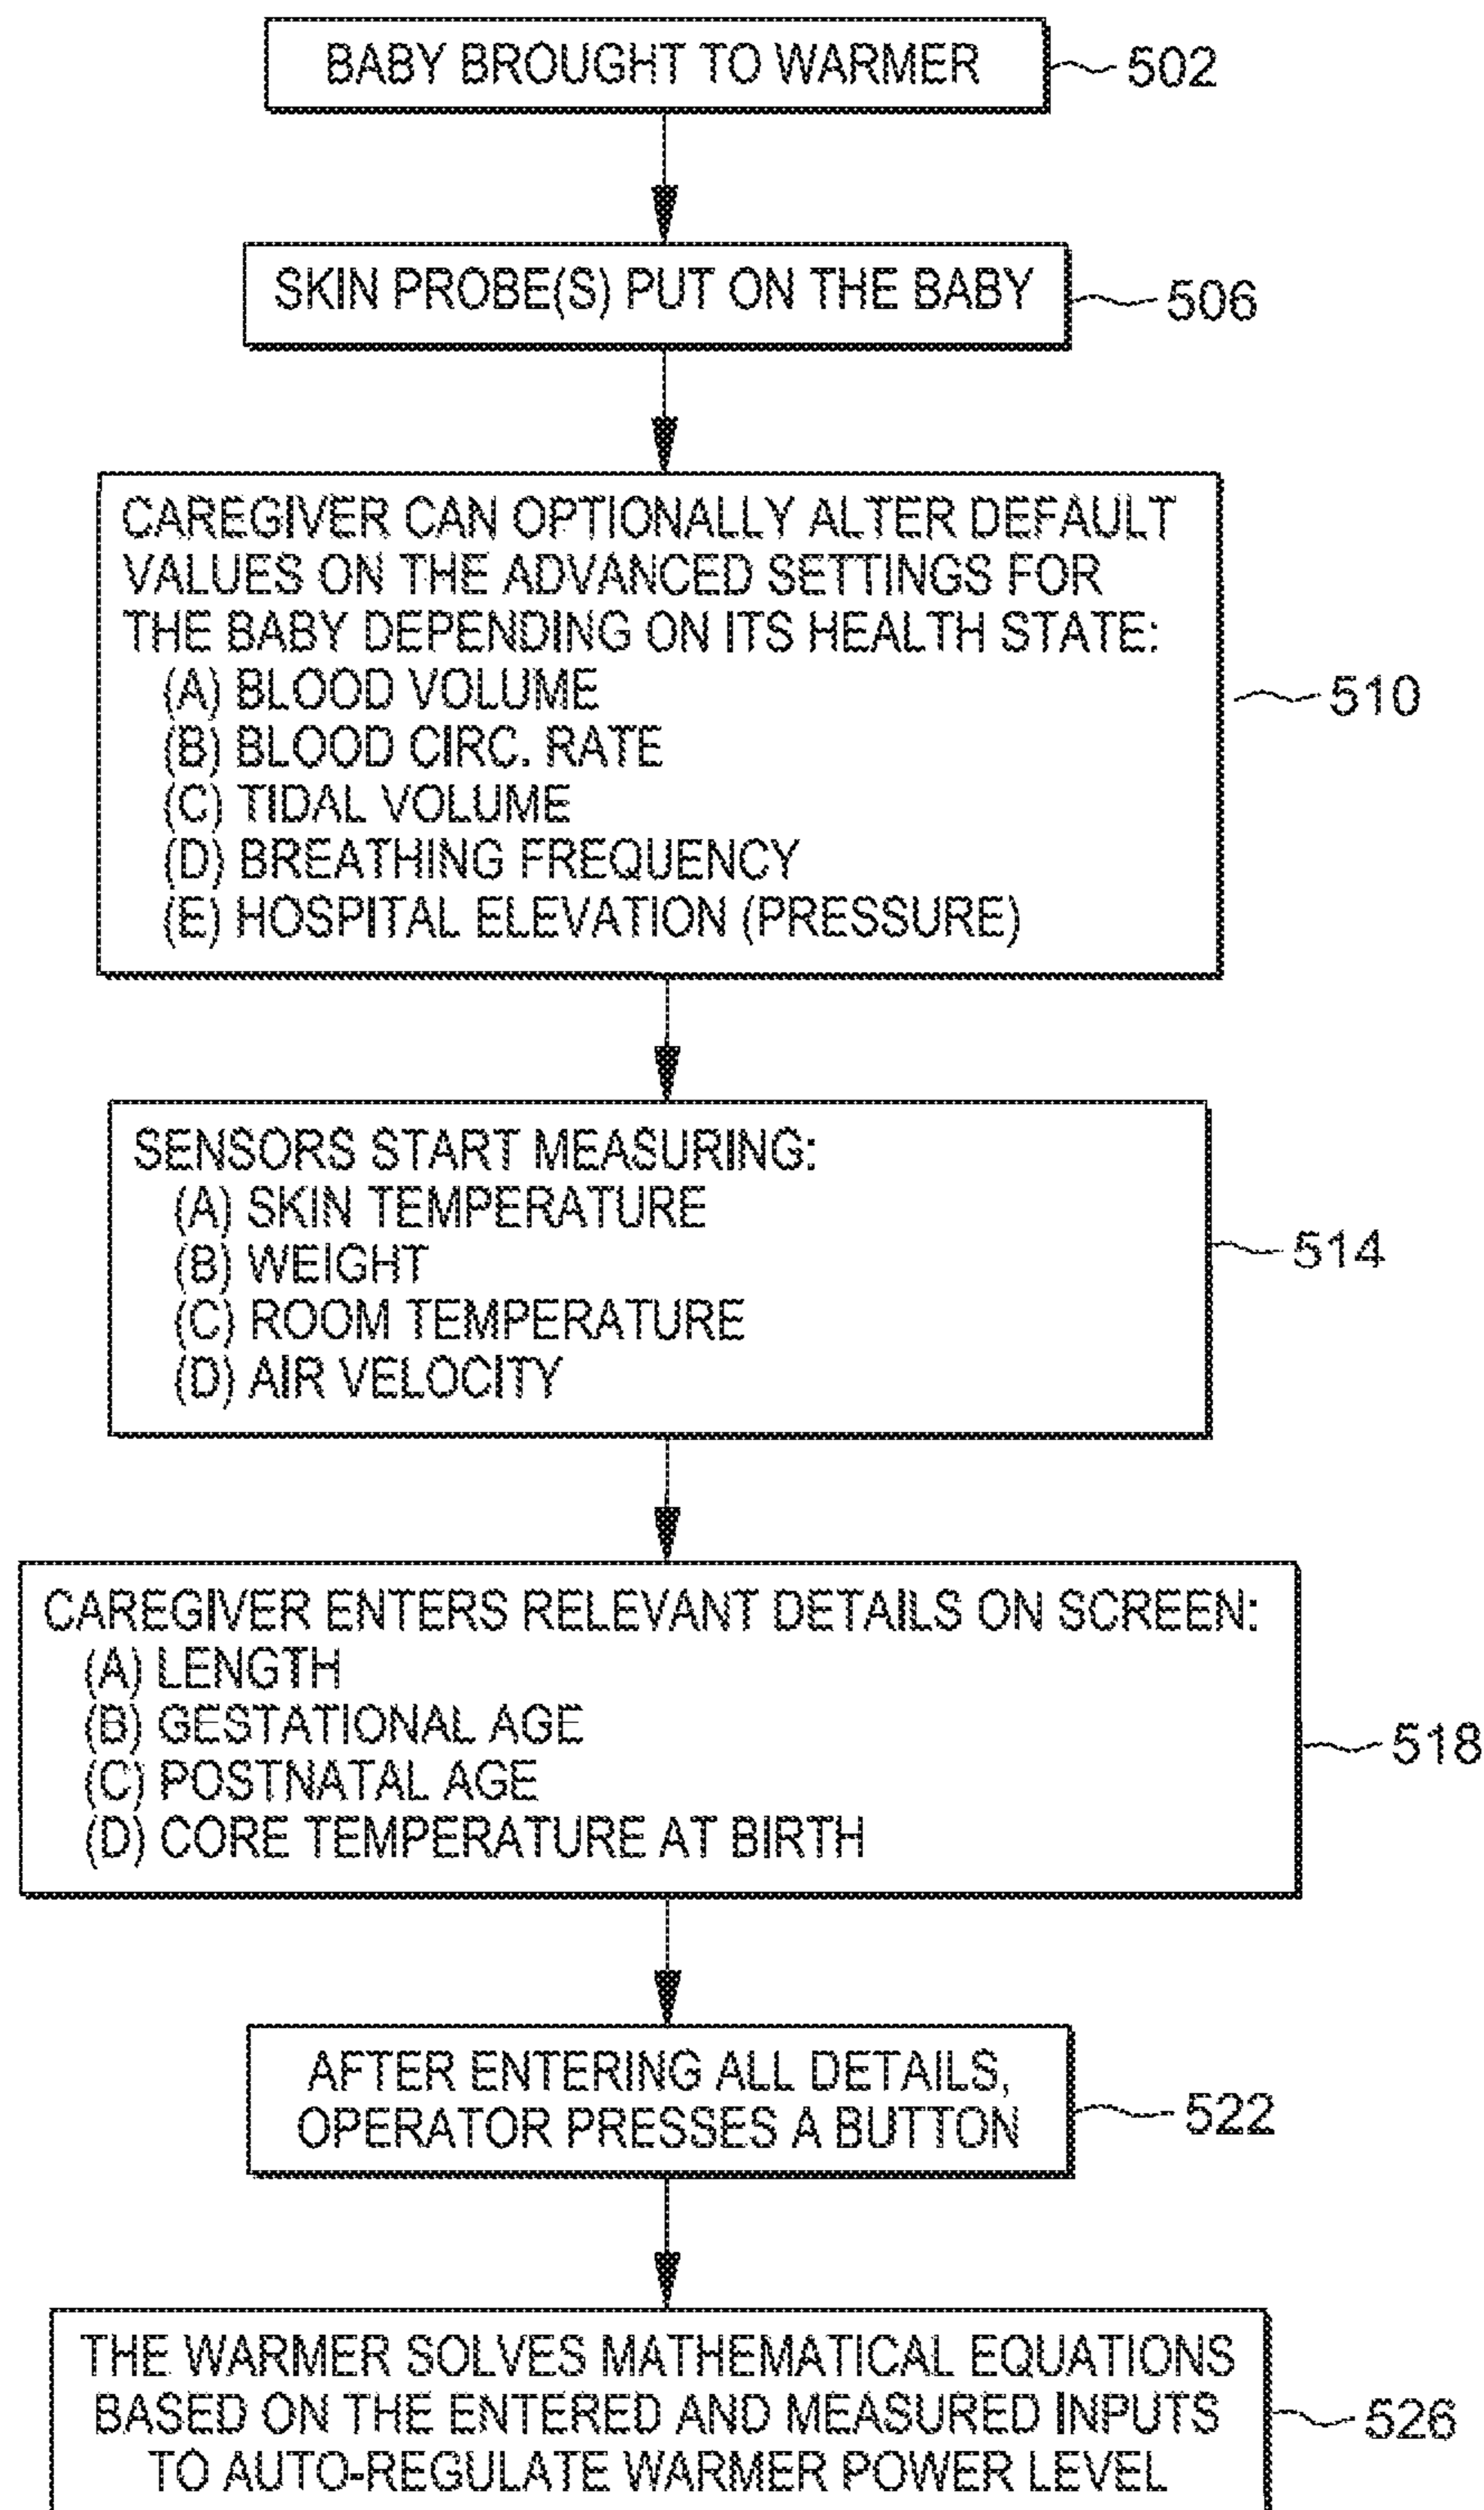 BABY BROUGHT TO WARMER
502
SKIN PROBE(S) PUT ON THE BABY
506
CAREGIVER CAN OPTIONALLY ALTER DEFAULT
VALUES ON THE ADVANCED SETTINGS FOR
THE BABY DEPENDING ON ITS HEALTH STATE:
(A) BLOOD VOLUME
(B) BLOOD CIRC. RATE
(C) TIDAL VOLUME
(D) BREATHING FREQUENCY
(E) HOSPITAL ELEVATION (PRESSURE)
510
SENSORS START MEASURING:
(A) SKIN TEMPERATURE
(B) WEIGHT
(C) ROOM TEMPERATURE
(D) AIR VELOCITY
514
CAREGIVER ENTERS RELEVANT DETAILS ON SCREEN:
(A) LENGTH
(B) GESTATIONAL AGE
(C) POSTNATAL AGE
(D) CORE TEMPERATURE AT BIRTH
518
AFTER ENTERING ALL DETAILS,
OPERATOR PRESSES A BUTTON
522
THE WARMER SOLVES MATHEMATICAL EQUATIONS
BASED ON THE ENTERED AND MEASURED INPUTS
TO AUTO-REGULATE WARMER POWER LEVEL
526